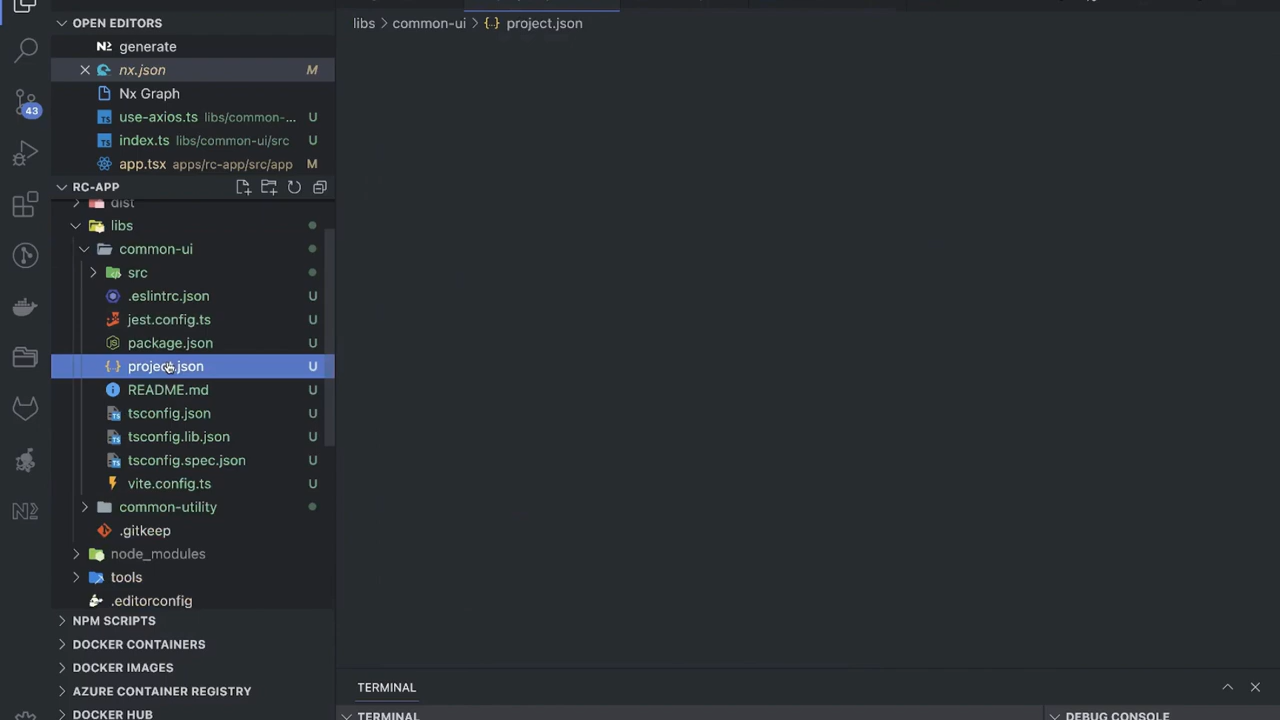 OPEN EDITORS
generate
nx.json M
Nx Graph
use-axios.ts libs/common-... U
index.ts libs/common-ui/src U
app.tsx apps/rc-app/src/app M
43
RC-APP
dist
libs
common-ui
src
.eslintrc.json U
jest.config.ts U
package.json U
project.json U
README.md U
tsconfig.json U
tsconfig.lib.json U
tsconfig.spec.json U
vite.config.ts U
common-utility
.gitkeep
node_modules
tools
.editorconfig
NPM SCRIPTS
DOCKER CONTAINERS
DOCKER IMAGES
AZURE CONTAINER REGISTRY
DOCKER HUB
libs > common-ui > {..} project.json
TERMINAL
TERMINAL
DEBUG CONSOLE